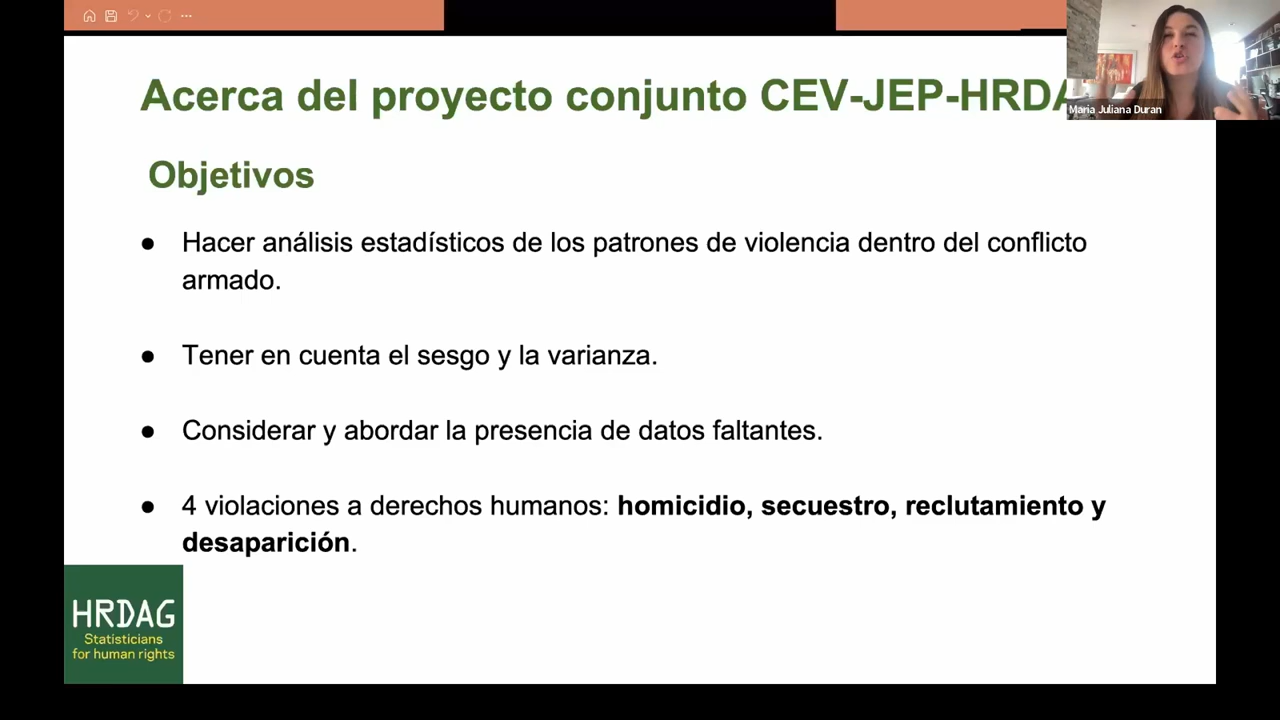 Acerca del proyecto conjunto CEV-JEP-HRDA
Maria Juliana Duran
Objetivos
● Hacer análisis estadísticos de los patrones de violencia dentro del conflicto
armado.
● Tener en cuenta el sesgo y la varianza.
● Considerar y abordar la presencia de datos faltantes.
● 4 violaciones a derechos humanos: homicidio, secuestro, reclutamiento y
desaparición.
HRDAG
Statisticians
for human rights